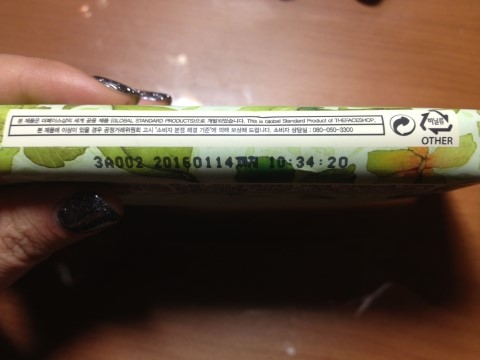 본 제품은 더페이스샵의 세계 공용 제품 (GLOBAL STANDARD PRODUCTS)으로 개발되었습니다. This is Global Standard Product of THEFACESHOP.
본 제품에 이상이 있을 경우 공정거래위원회 고시 '소비자 분쟁 해결 기준'에 의해 보상해 드립니다. 소비자 상담실 : 080-050-3300
OTHER
3A002 20150114 10:34:20